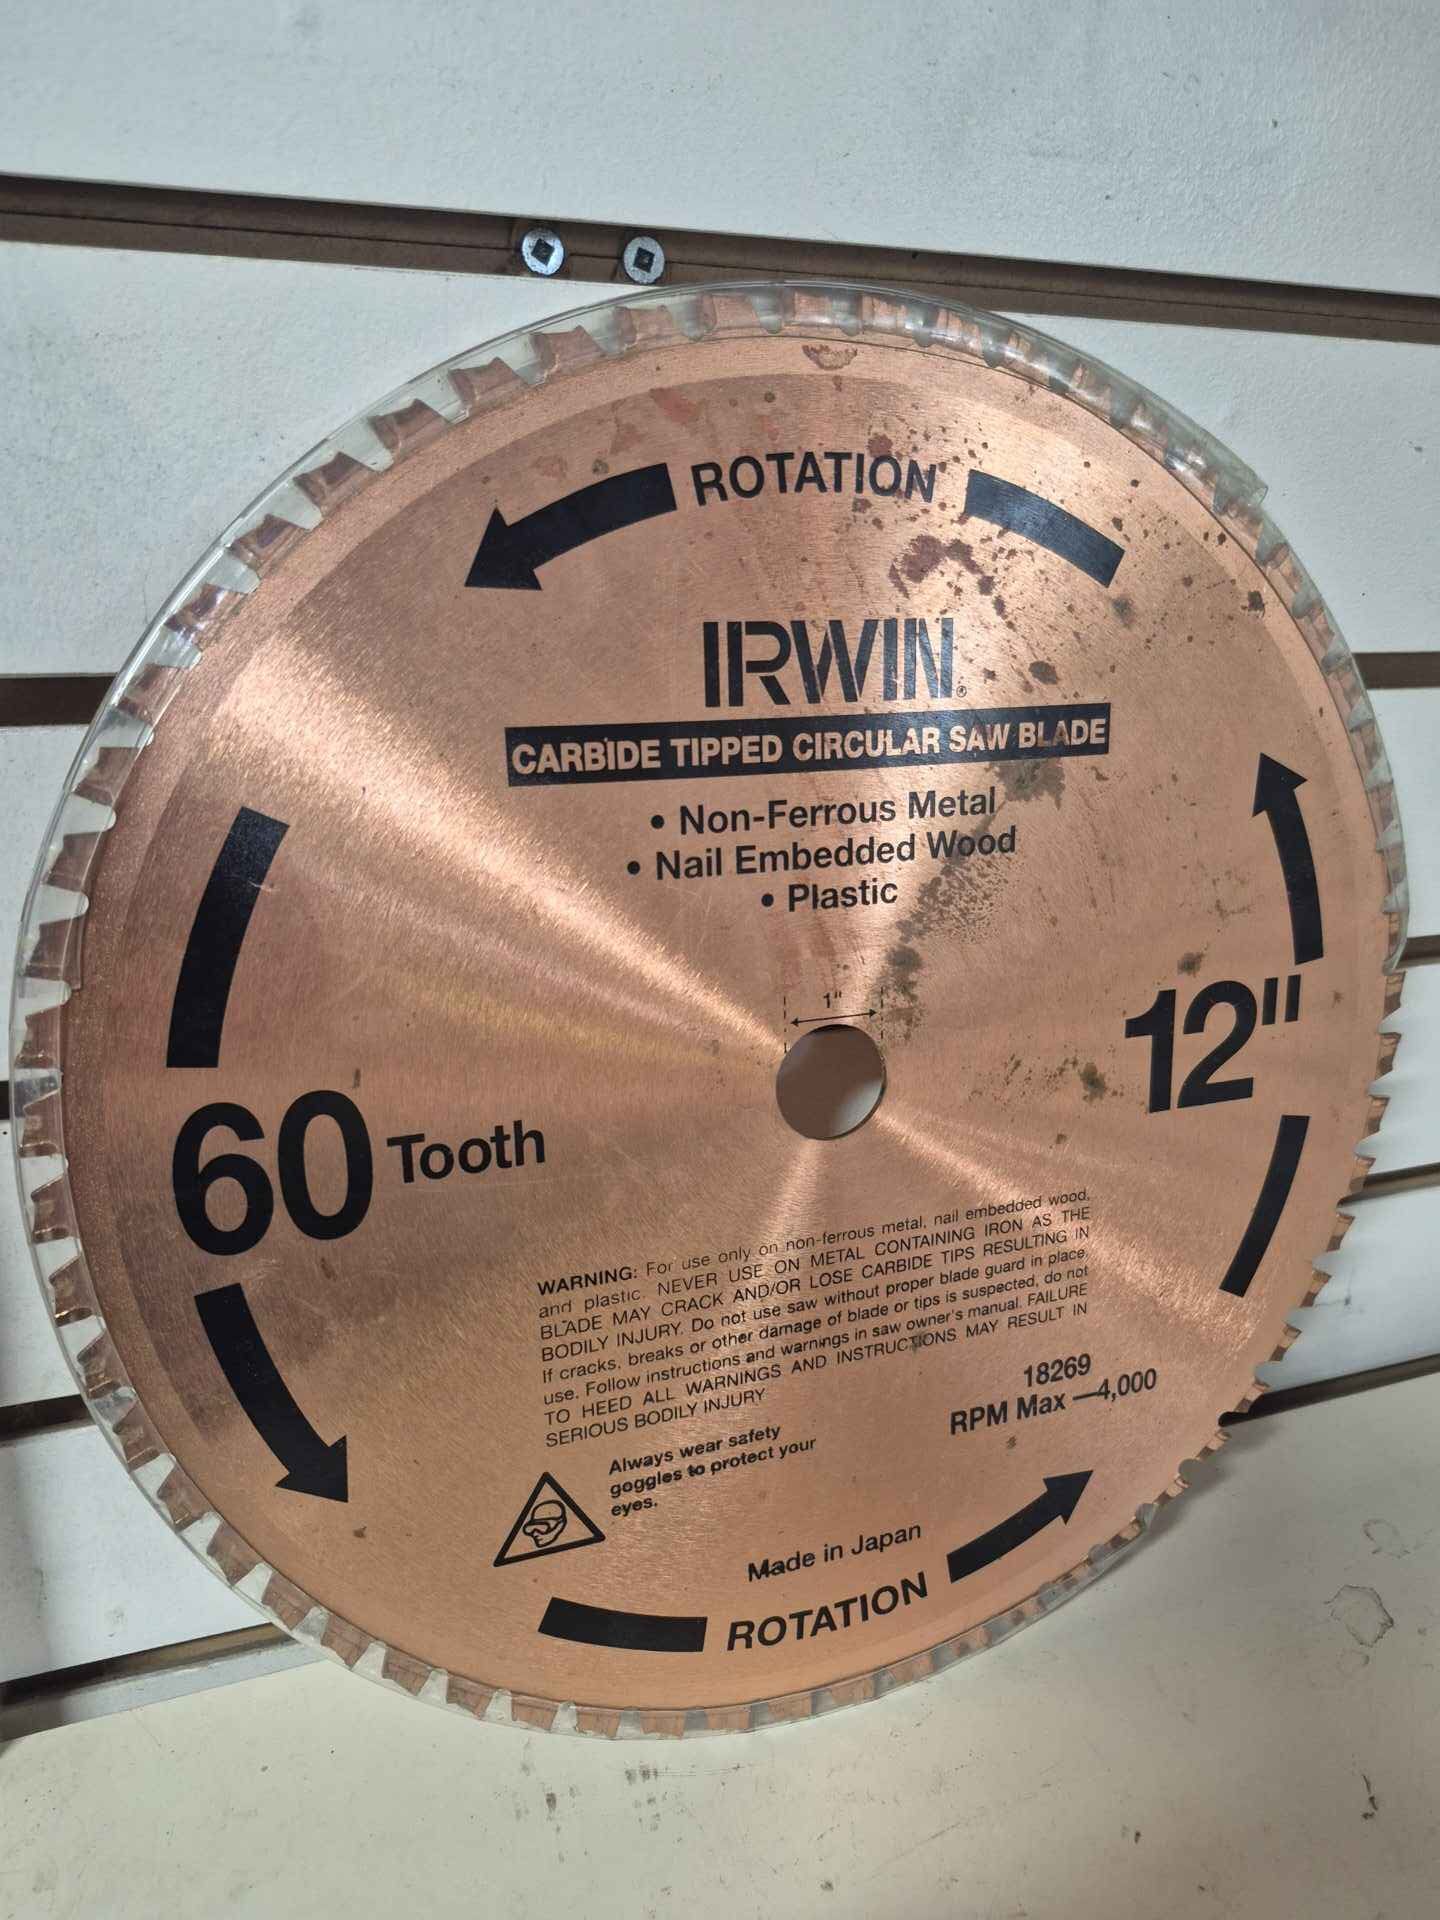 ROTATION
IRWIN®
CARBIDE TIPPED CIRCULAR SAW BLADE
• Non-Ferrous Metal
• Nail Embedded Wood
• Plastic
1"
12"
60 Tooth
WARNING: For use only on non-ferrous metal, nail embedded wood,
and plastic. NEVER USE ON METAL CONTAINING IRON AS THE
BLADE MAY CRACK AND/OR LOSE CARBIDE TIPS RESULTING IN
BODILY INJURY. Do not use saw without proper blade guard in place.
If cracks, breaks or other damage of blade or tips is suspected, do not
use. Follow instructions and warnings in saw owner's manual. FAILURE
TO HEED ALL WARNINGS AND INSTRUCTIONS MAY RESULT IN
SERIOUS BODILY INJURY
18269
RPM Max —4,000
Always wear safety
goggles to protect your
eyes.
Made in Japan
ROTATION